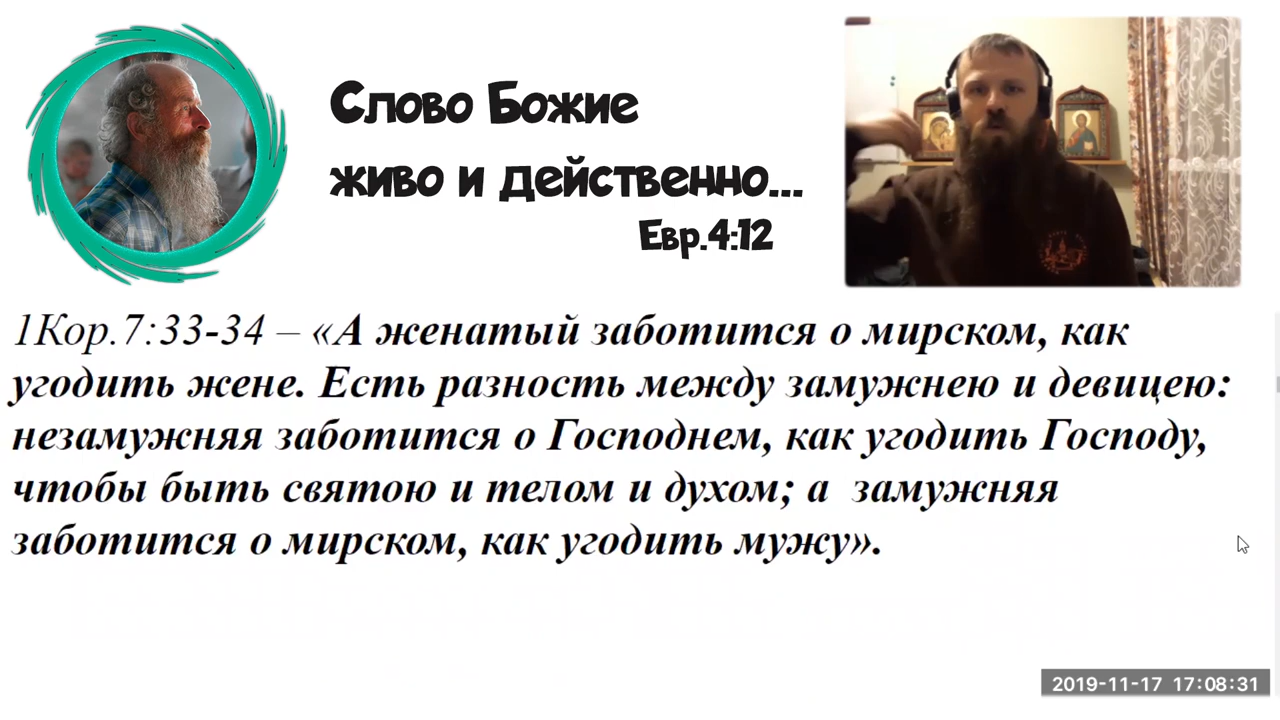 Слово Божие
живо и действенно...
Евр.4:12
1Кор.7:33-34 – «А женатый заботится о мирском, как
угодить жене. Есть разность между замужнею и девицею:
незамужняя заботится о Господнем, как угодить Господу,
чтобы быть святою и телом и духом; а замужняя
заботится о мирском, как угодить мужу».
2019-11-17 17:08:31